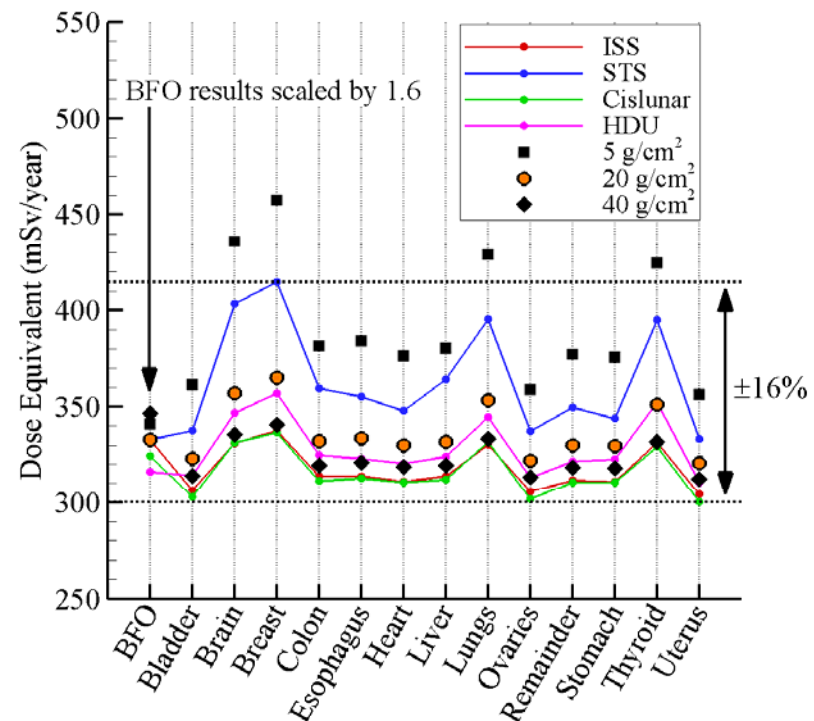 550
500
450
400
350
300
250
Dose Equivalent (mSv/year)
BFO results scaled by 1.6
ISS
STS
Cislunar
HDU
5 g/cm²
20 g/cm²
40 g/cm²
±16%
BFO
Bladder
Brain
Breast
Colon
Esophagus
Heart
Liver
Lungs
Ovaries
Remainder
Stomach
Thyroid
Uterus